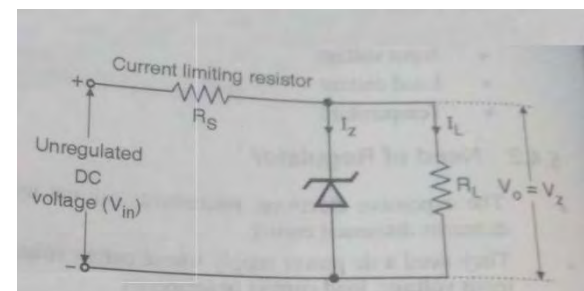 Current limiting resistor
+
R_S
I_Z
I_L
Unregulated
DC
voltage (V_in)
R_L
V_o = V_z
-